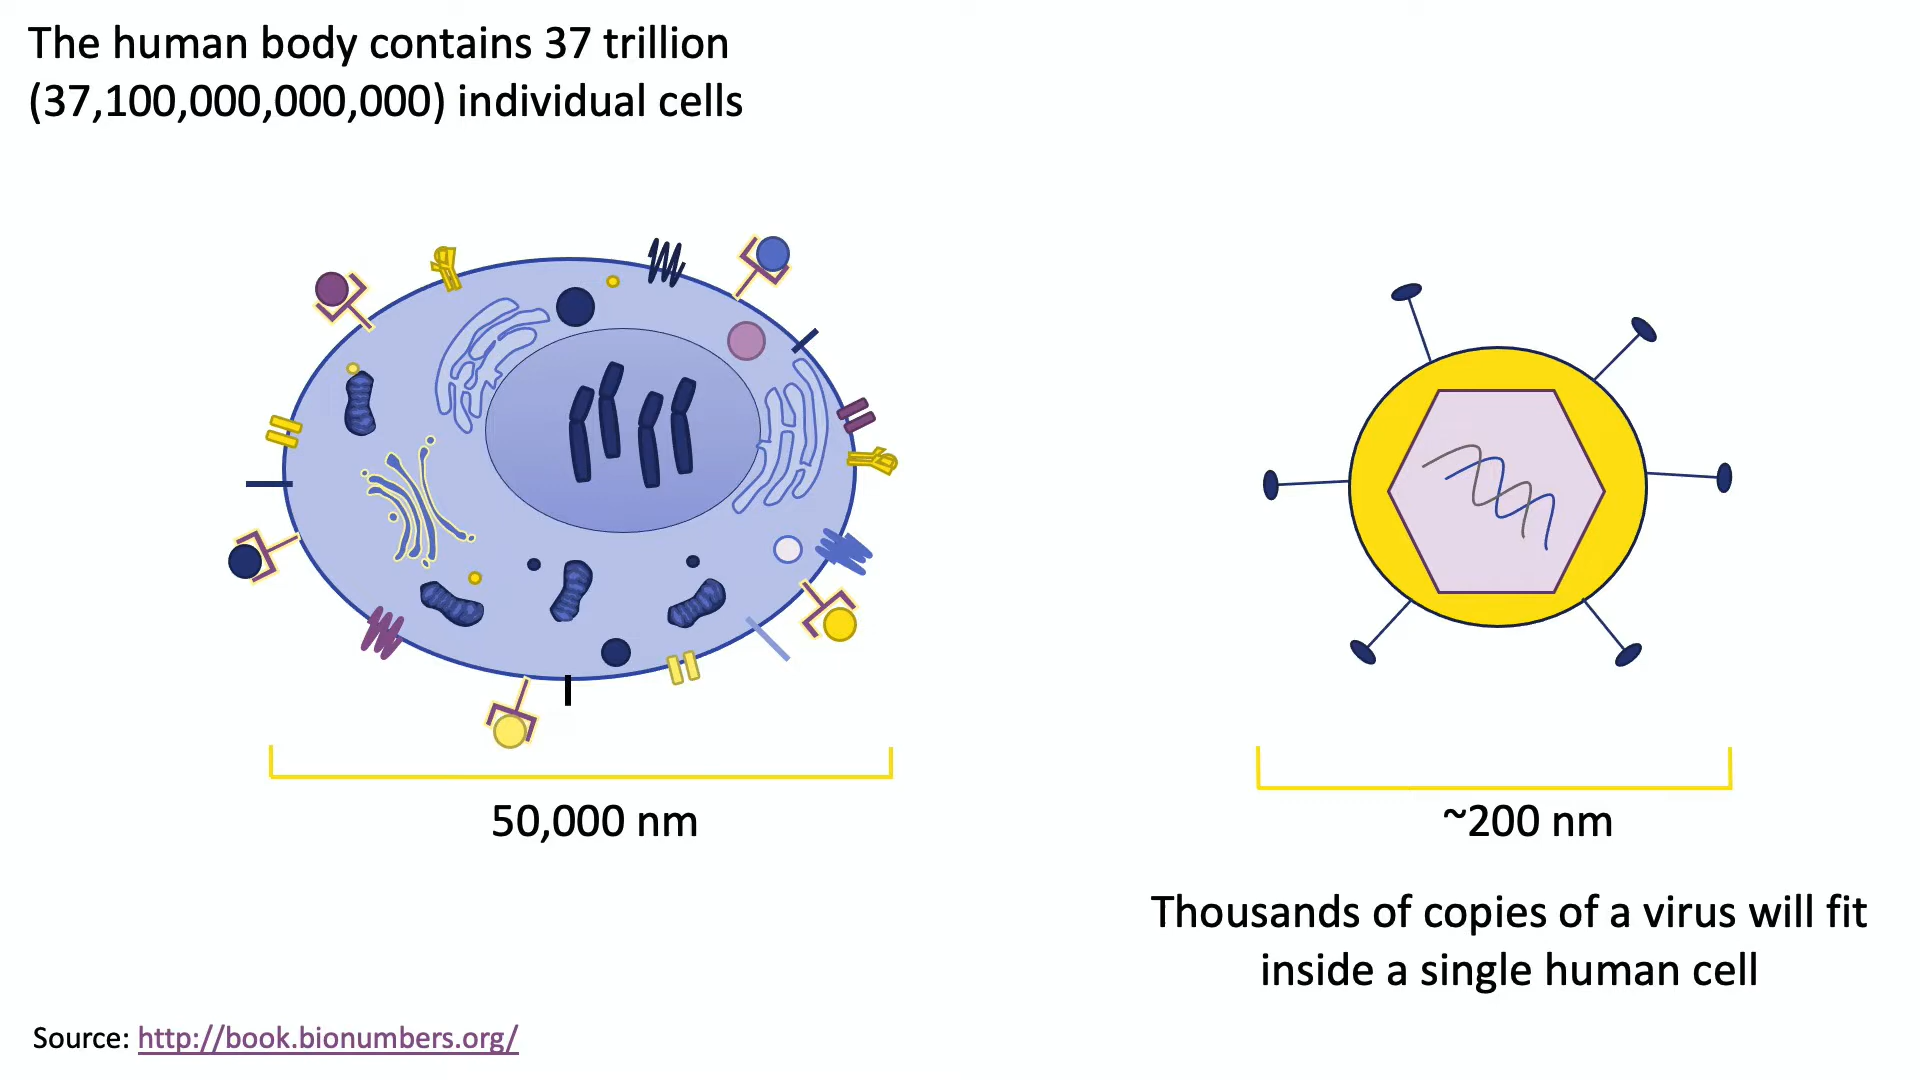 The human body contains 37 trillion
(37,100,000,000,000) individual cells
50,000 nm
~200 nm
Thousands of copies of a virus will fit
inside a single human cell
Source: http://book.bionumbers.org/